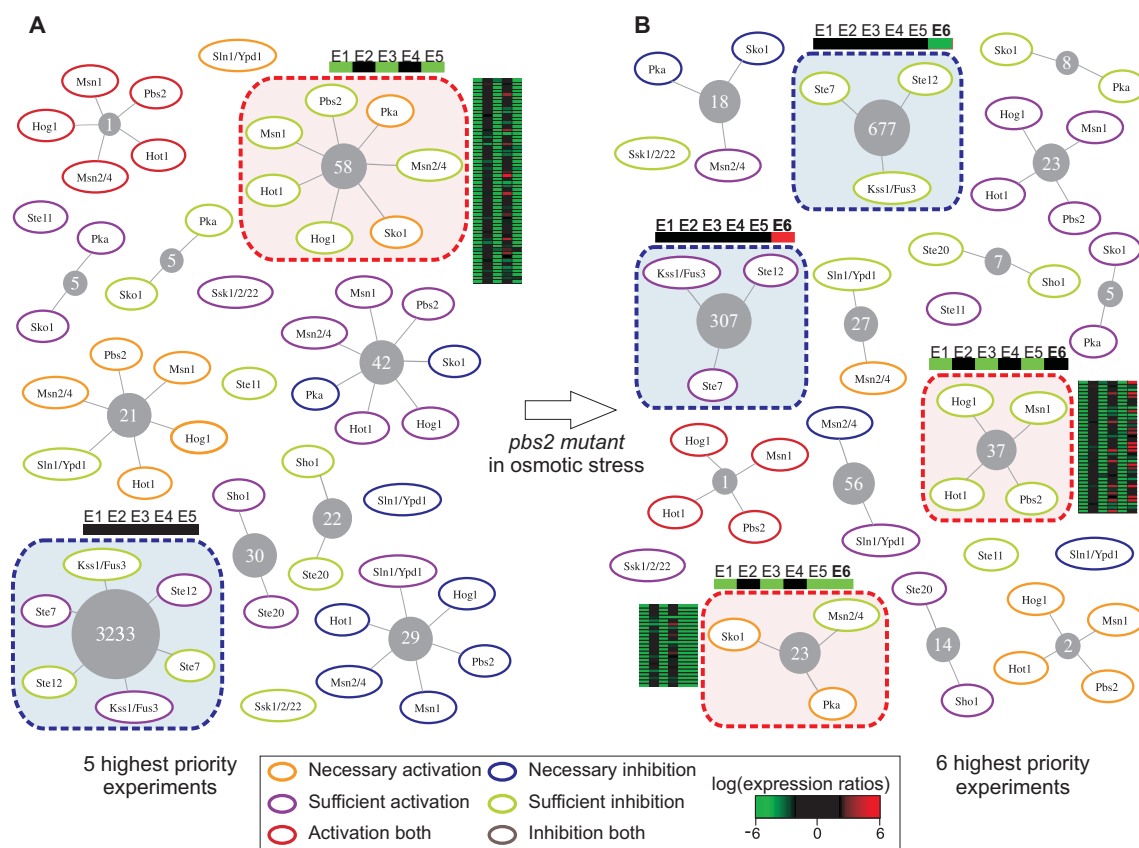 A
Sln1/Ypd1
E1 E2 E3 E4 E5
Msn1
Pbs2
Hog1
1
Msn2/4
Hot1
Pbs2
Pka
Msn1
58
Msn2/4
Hot1
Hog1
Sko1
Ste11
Pka
5
Sko1
Pka
5
Sko1
Ssk1/2/22
Msn1
Pbs2
Msn2/4
42
Sko1
Pka
Hot1
Hog1
Pbs2
Msn1
Msn2/4
21
Hog1
Sln1/Ypd1
Hot1
Ste11
Sho1
22
Ste20
Sho1
30
Ste20
Sln1/Ypd1
E1 E2 E3 E4 E5
Kss1/Fus3
Ste12
Ste7
3233
Ste7
Ste12
Kss1/Fus3
Sln1/Ypd1
Hog1
Hot1
29
Pbs2
Msn2/4
Msn1
Ssk1/2/22
5 highest priority
experiments
pbs2 mutant
in osmotic stress
B
Pka
Sko1
18
Msn2/4
Ssk1/2/22
E1 E2 E3 E4 E5 E6
Ste7
Ste12
677
Kss1/Fus3
Sko1
8
Pka
Hog1
Msn1
23
Hot1
Pbs2
E1 E2 E3 E4 E5 E6
Kss1/Fus3
Ste12
307
Ste7
Sln1/Ypd1
27
Msn2/4
Ste20
7
Sho1
Ste11
Sko1
5
Pka
E1 E2 E3 E4 E5 E6
Hog1
Msn1
37
Hot1
Pbs2
Hog1
Msn1
1
Hot1
Pbs2
Msn2/4
56
Sln1/Ypd1
Ssk1/2/22
E1 E2 E3 E4 E5 E6
Msn2/4
Sko1
23
Pka
Ste11
Sln1/Ypd1
Ste20
14
Sho1
Hog1
Msn1
2
Hot1
Pbs2
6 highest priority
experiments
Necessary activation
Necessary inhibition
Sufficient activation
Sufficient inhibition
Activation both
Inhibition both
log(expression ratios)
-6 0 6